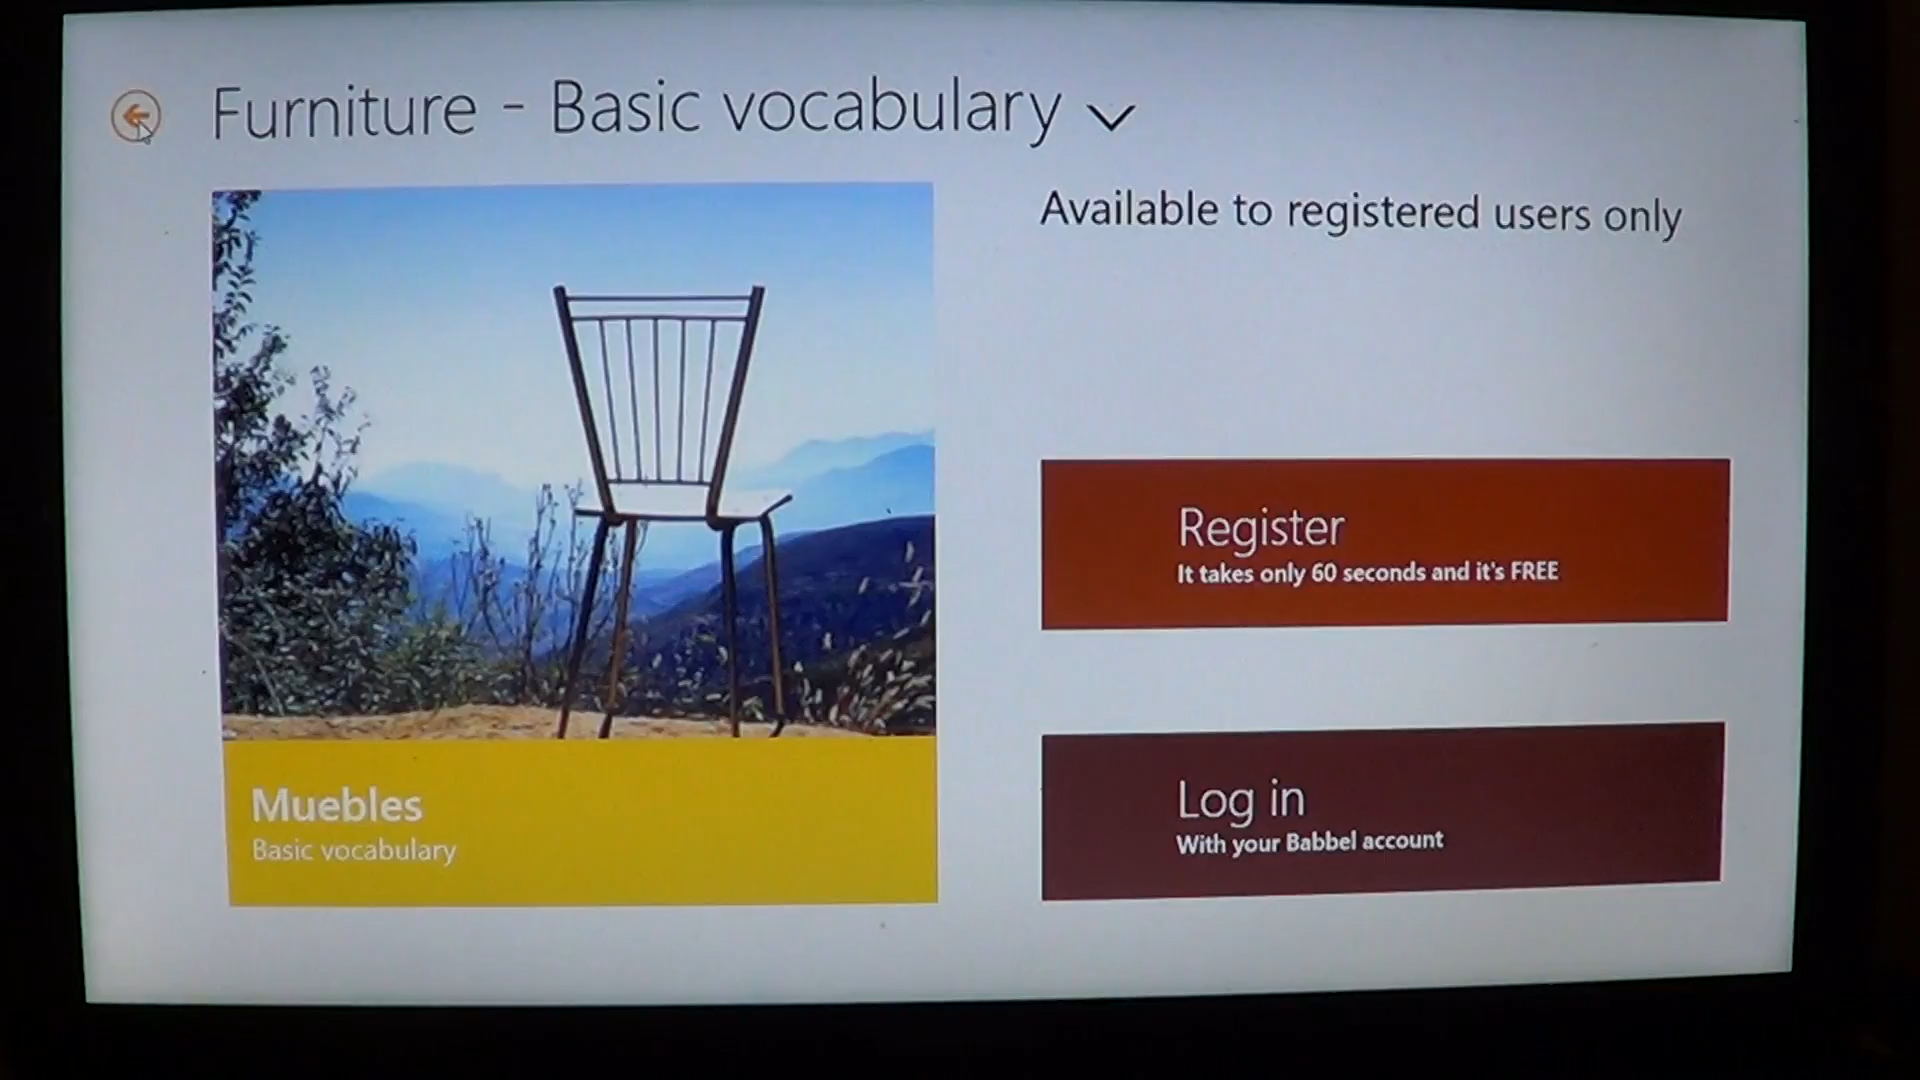 Furniture - Basic vocabulary
Available to registered users only
Register
It takes only 60 seconds and it's FREE
Log in
With your Babbel account
Muebles
Basic vocabulary